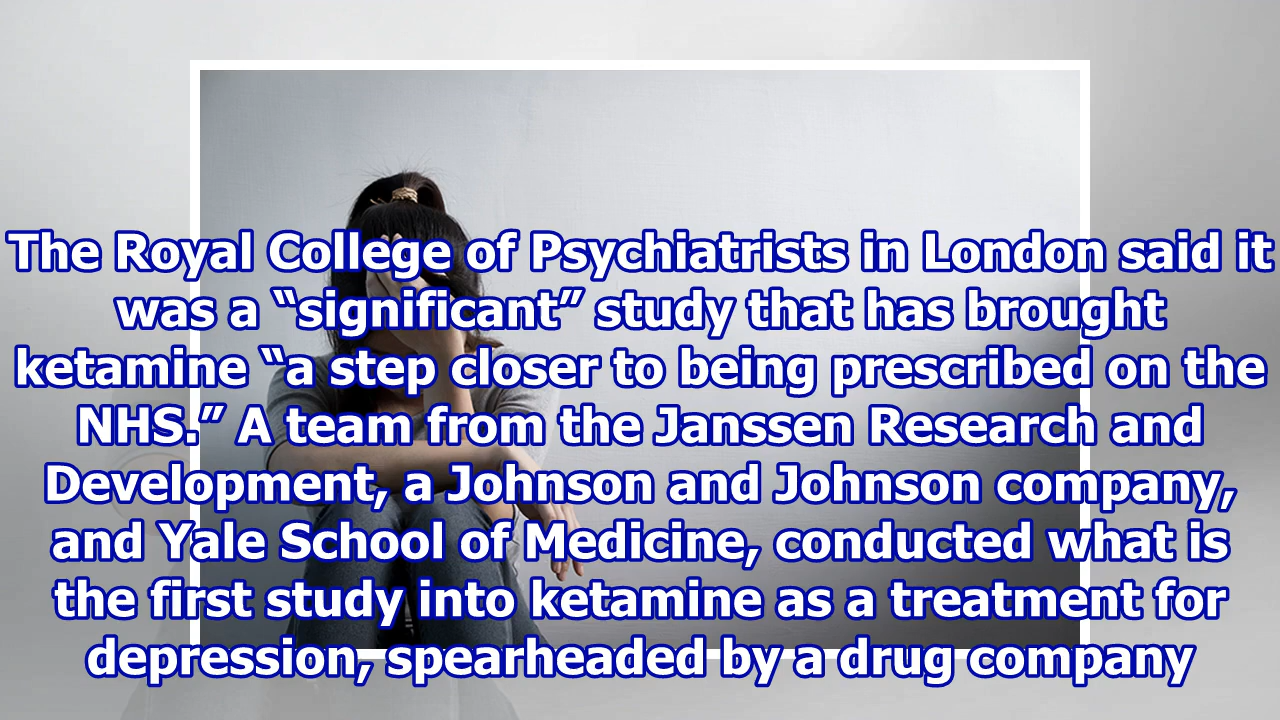 The Royal College of Psychiatrists in London said it
was a “significant” study that has brought
ketamine “a step closer to being prescribed on the
NHS.” A team from the Janssen Research and
Development, a Johnson and Johnson company,
and Yale School of Medicine, conducted what is
the first study into ketamine as a treatment for
depression, spearheaded by a drug company